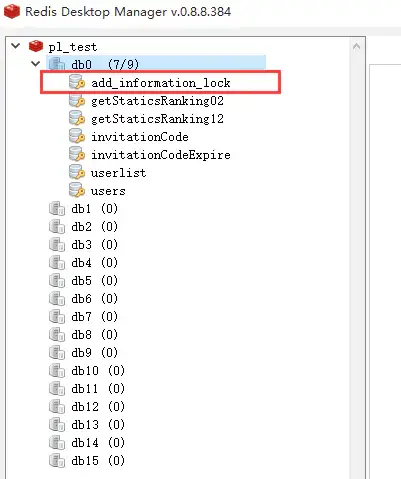 Redis Desktop Manager v.0.8.8.384
pl_test
db0 (7/9)
add_information_lock
getStaticsRanking02
getStaticsRanking12
invitationCode
invitationCodeExpire
userlist
users
db1 (0)
db2 (0)
db3 (0)
db4 (0)
db5 (0)
db6 (0)
db7 (0)
db8 (0)
db9 (0)
db10 (0)
db11 (0)
db12 (0)
db13 (0)
db14 (0)
db15 (0)